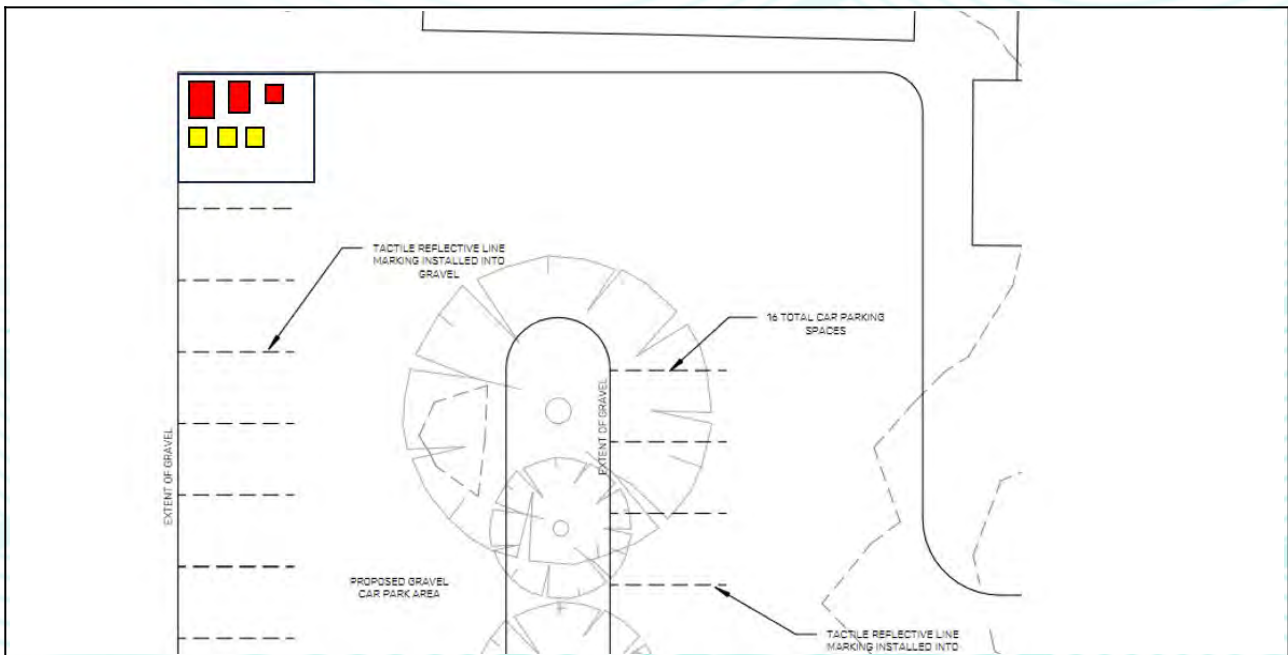 TACTILE REFLECTIVE LINE
MARKING INSTALLED INTO
GRAVEL
16 TOTAL CAR PARKING
SPACES
EXTENT OF GRAVEL
EXTENT OF GRAVEL
PROPOSED GRAVEL
CAR PARK AREA
TACTILE REFLECTIVE LINE
MARKING INSTALLED INTO